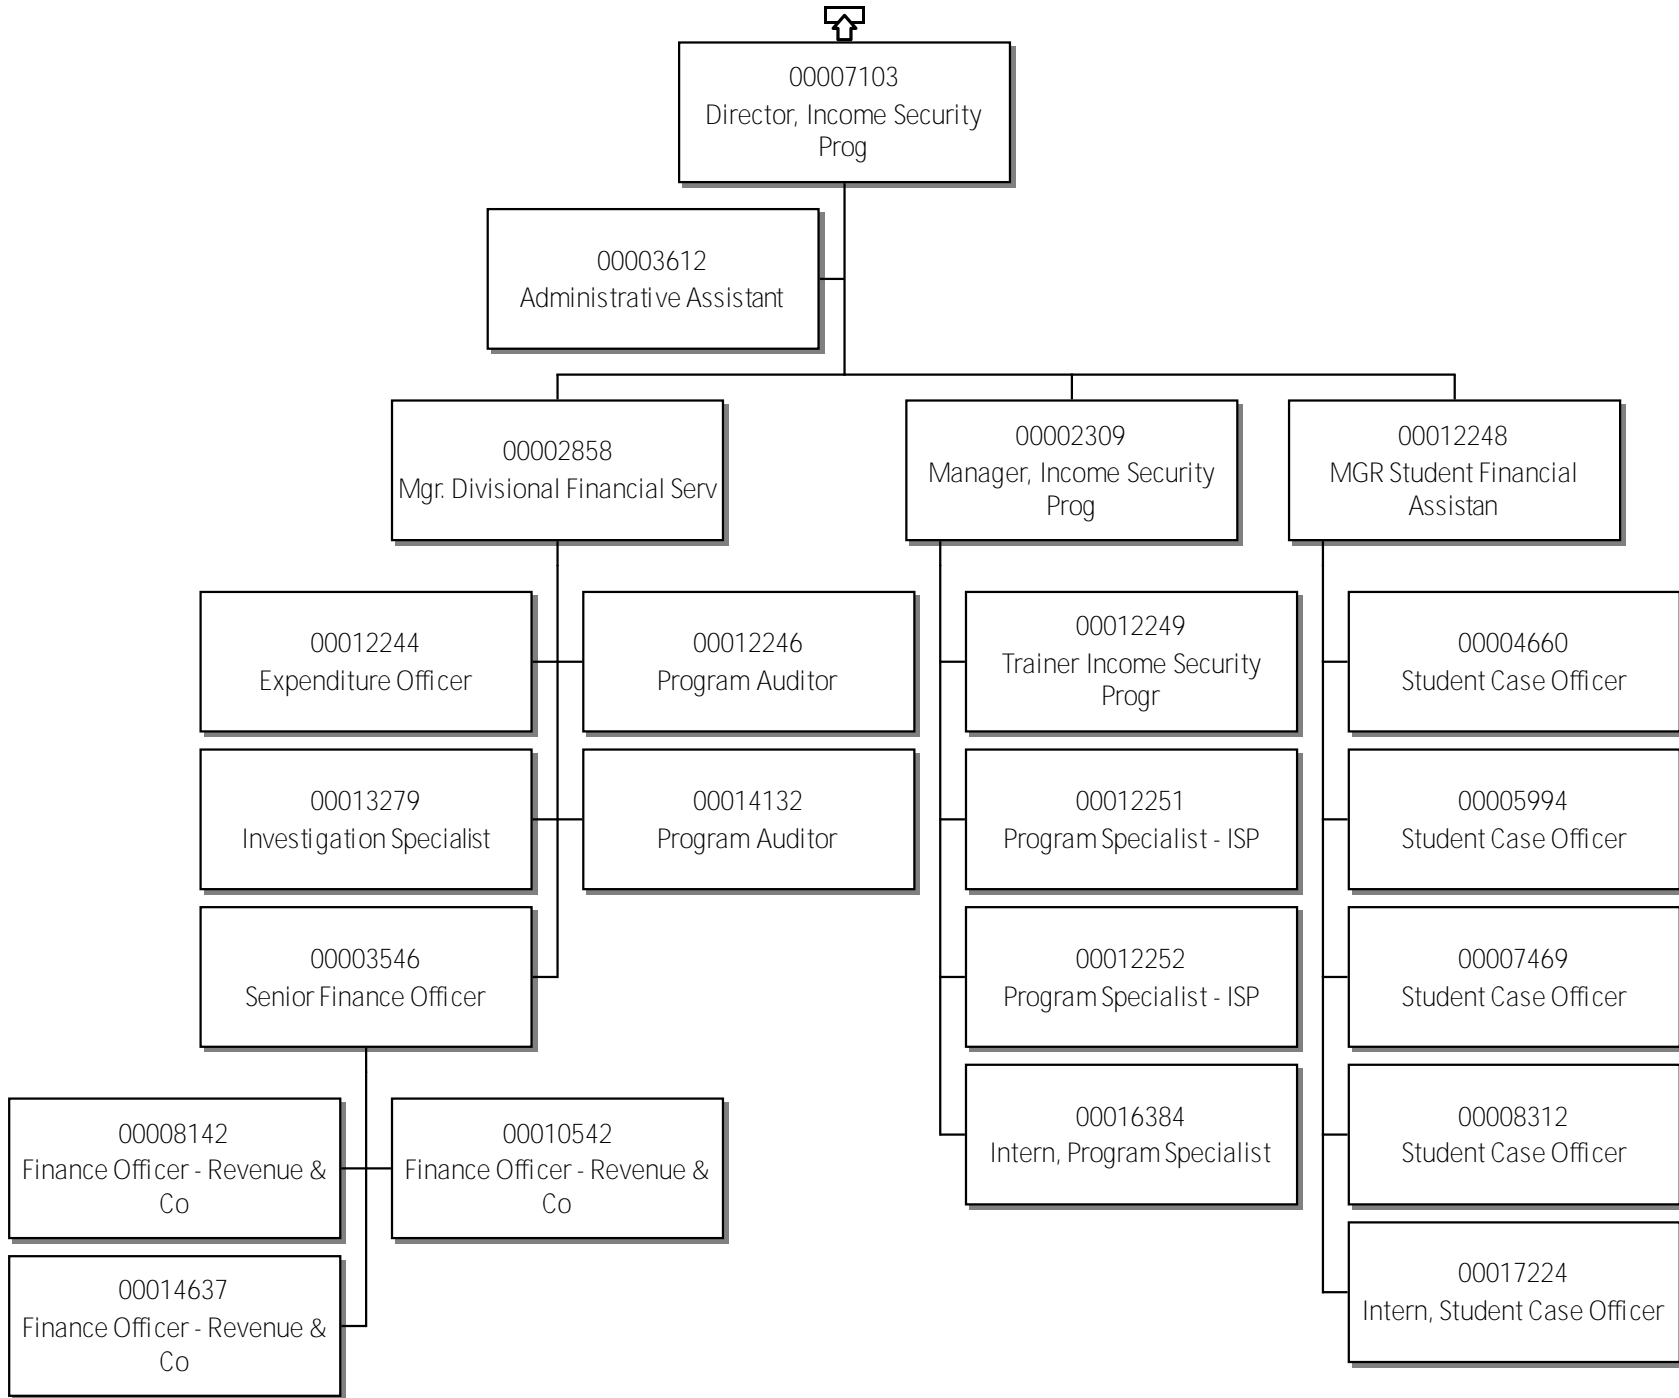 00007103
Director, Income Security
Prog
00003612
Administrative Assistant
00002858
Mgr. Divisional Financial Serv
00002309
Manager, Income Security
Prog
00012248
MGR Student Financial
Assistan
00012244
Expenditure Officer
00012246
Program Auditor
00012249
Trainer Income Security
Progr
00004660
Student Case Officer
00013279
Investigation Specialist
00014132
Program Auditor
00012251
Program Specialist - ISP
00005994
Student Case Officer
00003546
Senior Finance Officer
00012252
Program Specialist - ISP
00007469
Student Case Officer
00008142
Finance Officer - Revenue &
Co
00010542
Finance Officer - Revenue &
Co
00016384
Intern, Program Specialist
00008312
Student Case Officer
00014637
Finance Officer - Revenue &
Co
00017224
Intern, Student Case Officer